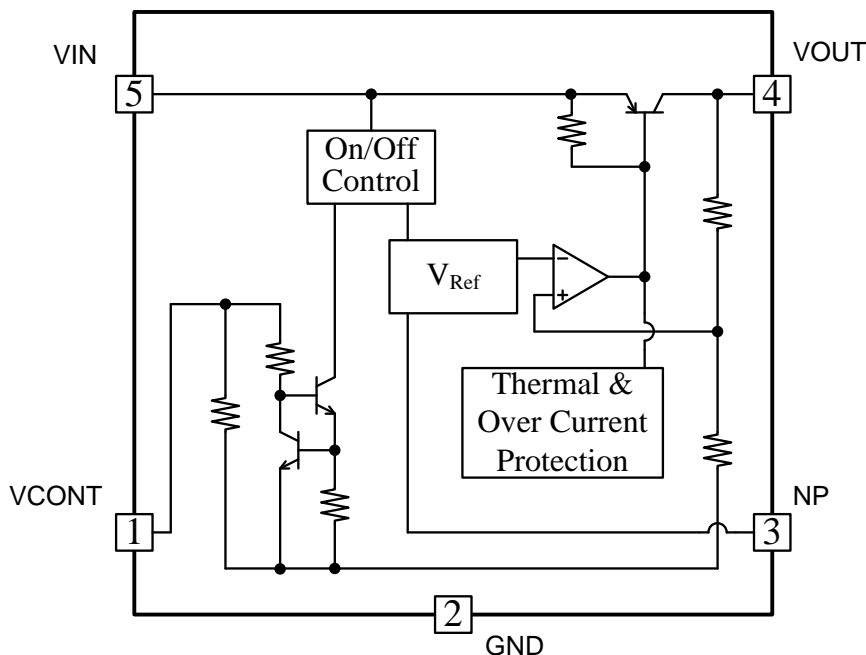 VIN
VOUT
5
4
On/Off
Control
VRef
−
+
Thermal &
Over Current
Protection
VCONT
NP
1
3
2
GND